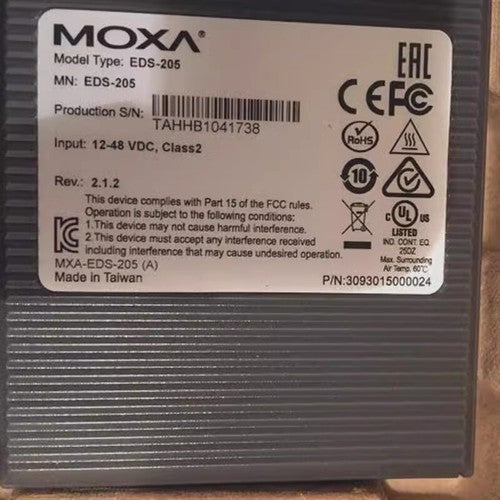 MOXA®
Model Type: EDS-205
MN: EDS-205
Production S/N:
TAHHB1041738
Input: 12-48 VDC, Class2
Rev.: 2.1.2
This device complies with Part 15 of the FCC rules.
Operation is subject to the following conditions:
1.This device may not cause harmful interference.
2.This device must accept any interference received
including interference that may cause undesired operation.
MXA-EDS-205 (A)
Made in Taiwan
EAC
CE FC
RoHS
10
C UL US
LISTED
IND. CONT. EQ.
25DZ
Max. Surrounding
Air Temp. 60°C
P/N:3093015000024